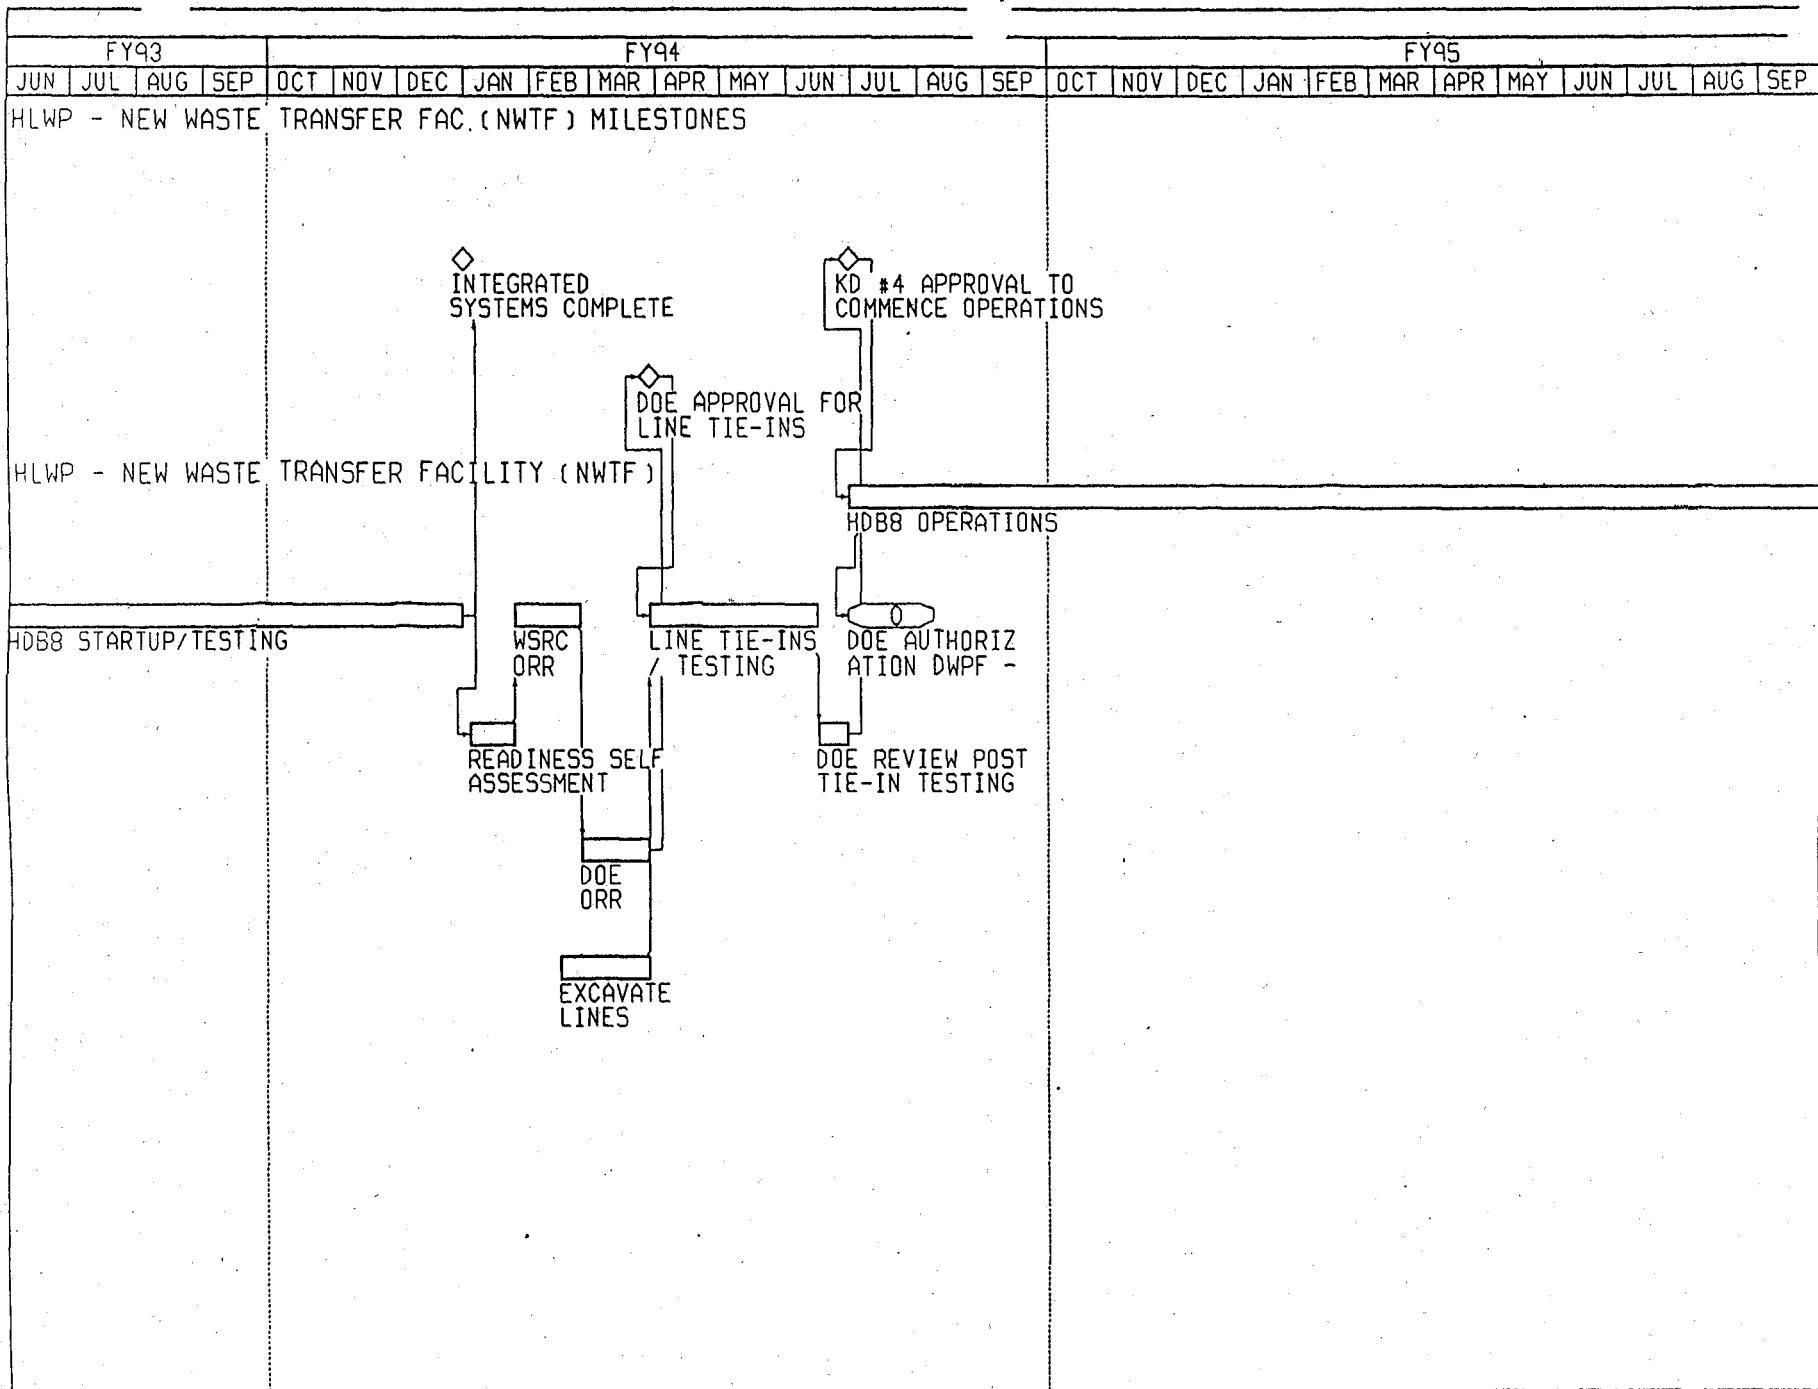 FY93 FY94 FY95
JUN JUL AUG SEP OCT NOV DEC JAN FEB MAR APR MAY JUN JUL AUG SEP OCT NOV DEC JAN FEB MAR APR MAY JUN JUL AUG SEP
HLWP - NEW WASTE TRANSFER FAC.(NWTF) MILESTONES
INTEGRATED
SYSTEMS COMPLETE
KD #4 APPROVAL TO
COMMENCE OPERATIONS
DOE APPROVAL FOR
LINE TIE-INS
HLWP - NEW WASTE TRANSFER FACILITY (NWTF)
HDB8 OPERATIONS
HDB8 STARTUP/TESTING
WSRC
ORR
LINE TIE-INS
/ TESTING
DOE AUTHORIZ
ATION DWPF -
READINESS SELF
ASSESSMENT
DOE REVIEW POST
TIE-IN TESTING
DOE
ORR
EXCAVATE
LINES